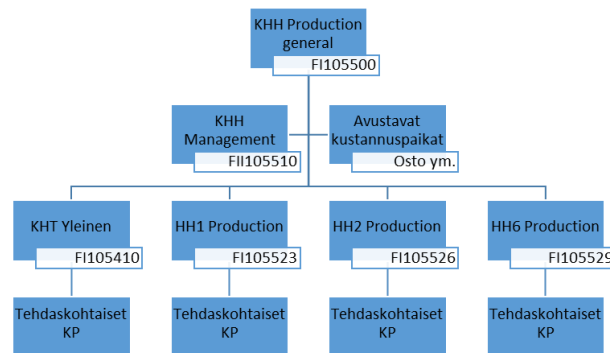 KHH Production
general
FI105500
KHH
Management
FII105510
Avustavat
kustannuspaikat
Osto ym.
KHT Yleinen
FI105410
HH1 Production
FI105523
HH2 Production
FI105526
HH6 Production
FI105529
Tehdaskohtaiset
KP
Tehdaskohtaiset
KP
Tehdaskohtaiset
KP
Tehdaskohtaiset
KP